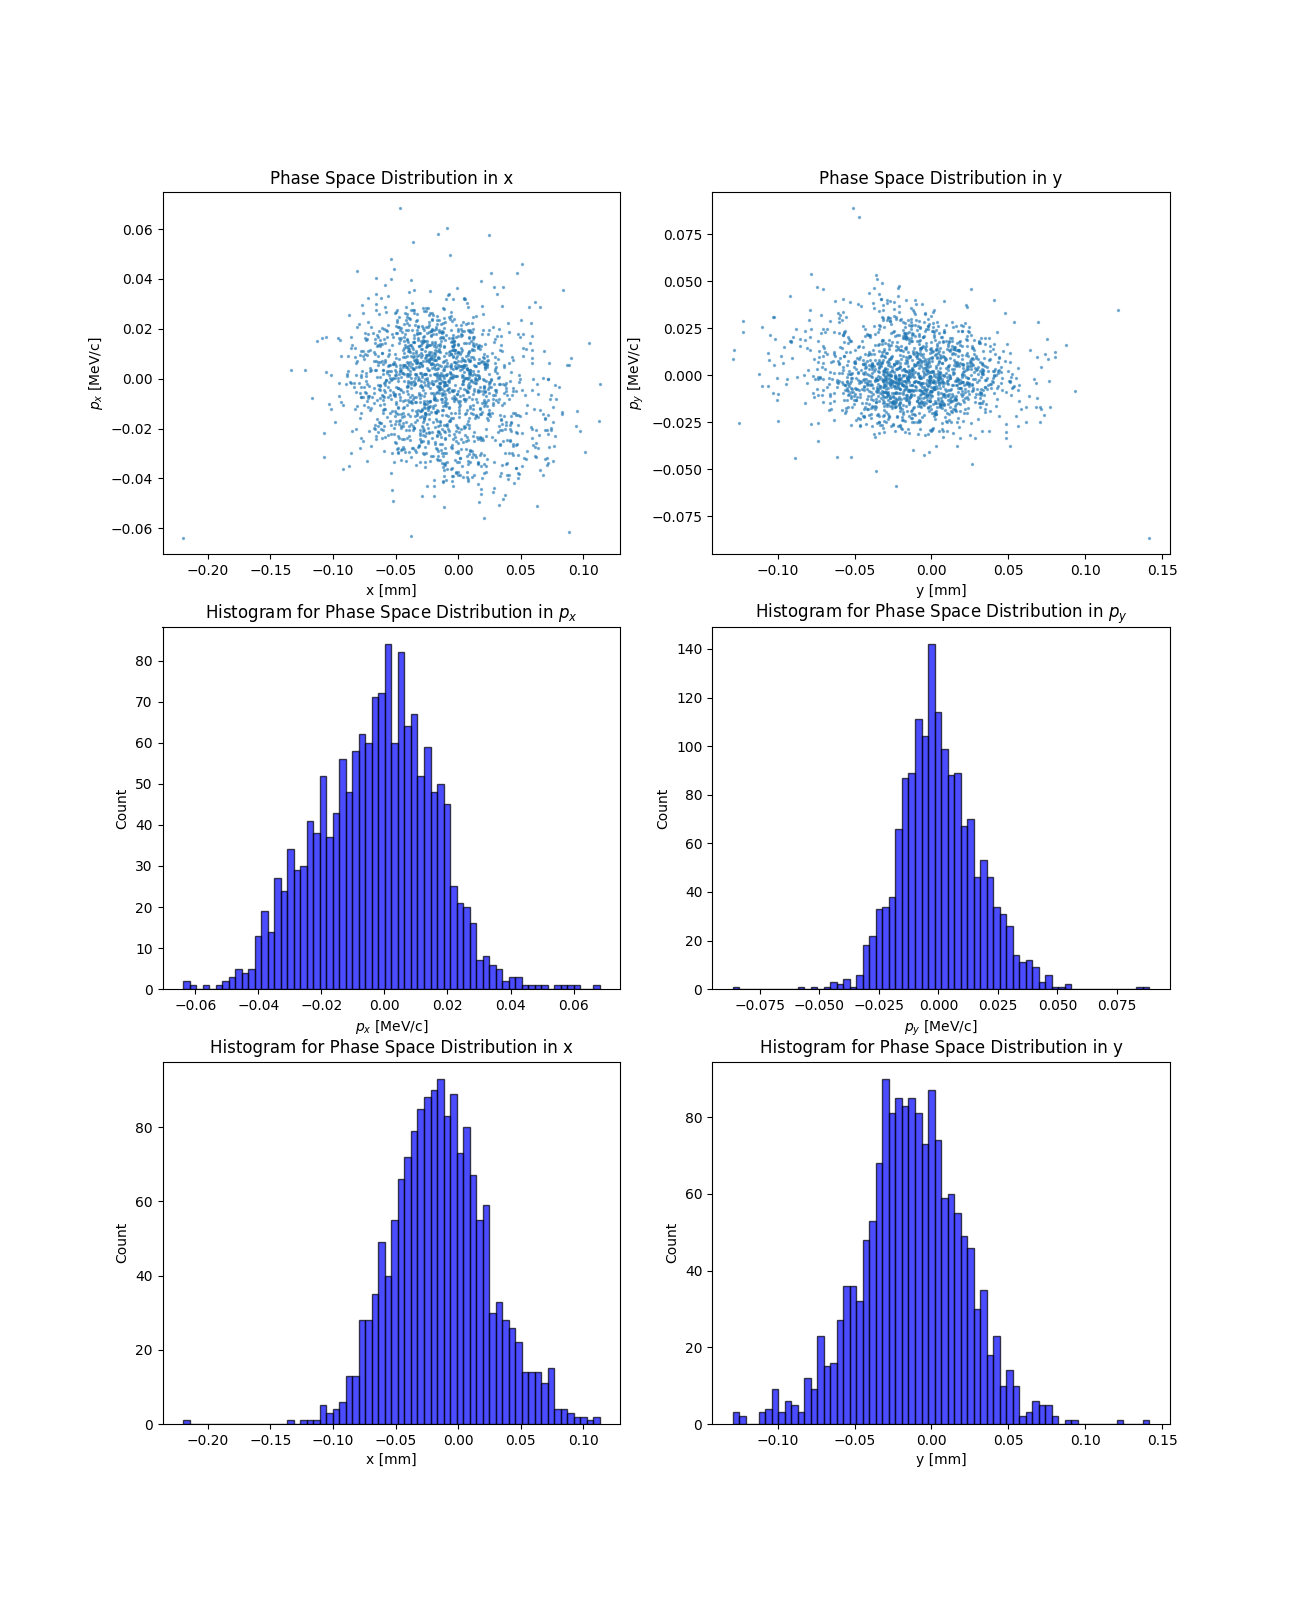 Phase Space Distribution in x
0.06
0.04
0.02
0.00
−0.02
−0.04
−0.06
p_x [MeV/c]
−0.20 −0.15 −0.10 −0.05 0.00 0.05 0.10
x [mm]
Phase Space Distribution in y
0.075
0.050
0.025
0.000
−0.025
−0.050
−0.075
p_y [MeV/c]
−0.10 −0.05 0.00 0.05 0.10 0.15
y [mm]
Histogram for Phase Space Distribution in p_x
80
70
60
50
40
30
20
10
0
Count
−0.06 −0.04 −0.02 0.00 0.02 0.04 0.06
p_x [MeV/c]
Histogram for Phase Space Distribution in p_y
140
120
100
80
60
40
20
0
Count
−0.075 −0.050 −0.025 0.000 0.025 0.050 0.075
p_y [MeV/c]
Histogram for Phase Space Distribution in x
80
60
40
20
0
Count
−0.20 −0.15 −0.10 −0.05 0.00 0.05 0.10
x [mm]
Histogram for Phase Space Distribution in y
80
60
40
20
0
Count
−0.10 −0.05 0.00 0.05 0.10 0.15
y [mm]